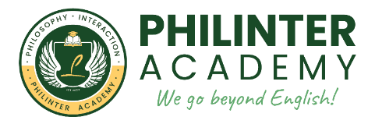 PHILOSOPHY · INTERACTION
PHILINTER ACADEMY
PHILINTER
ACADEMY
We go beyond English!